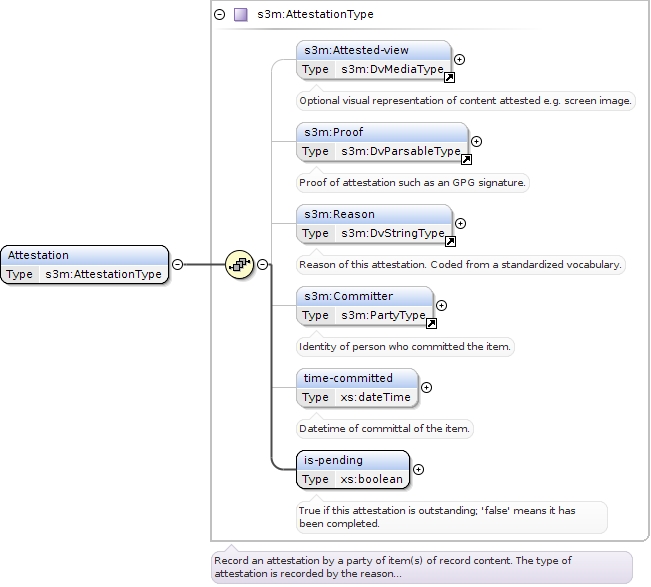 s3m:AttestationType
s3m:Attested-view
Type s3m:DvMediaType
Optional visual representation of content attested e.g. screen image.
s3m:Proof
Type s3m:DvParsableType
Proof of attestation such as an GPG signature.
s3m:Reason
Type s3m:DvStringType
Reason of this attestation. Coded from a standardized vocabulary.
Attestation
Type s3m:AttestationType
s3m:Committer
Type s3m:PartyType
Identity of person who committed the item.
time-committed
Type xs:dateTime
Datetime of committal of the item.
is-pending
Type xs:boolean
True if this attestation is outstanding; 'false' means it has
been completed.
Record an attestation by a party of item(s) of record content. The type of
attestation is recorded by the reason...